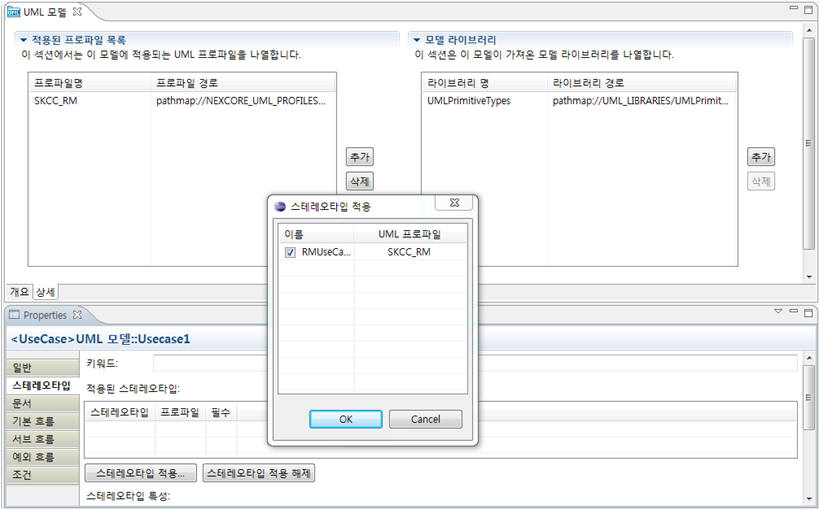 UML 모델
적용된 프로파일 목록
이 섹션에서는 이 모델에 적용되는 UML 프로파일을 나열합니다.
프로파일명 프로파일 경로
SKCC_RM pathmap://NEXCORE_UML_PROFILES...
추가
삭제
모델 라이브러리
이 섹션은 이 모델이 가져온 모델 라이브러리를 나열합니다.
라이브러리 명 라이브러리 경로
UMLPrimitiveTypes pathmap://UML_LIBRARIES/UMLPrimit...
추가
삭제
스테레오타입 적용
이름 UML 프로파일
RMUseCa... SKCC_RM
OK Cancel
개요 상세
Properties
<UseCase>UML 모델::Usecase1
일반
스테레오타입
문서
기본 흐름
서브 흐름
예외 흐름
조건
키워드:
적용된 스테레오타입:
스테레오타입 프로파일 필수
스테레오타입 적용... 스테레오타입 적용 해제
스테레오타입 특성: